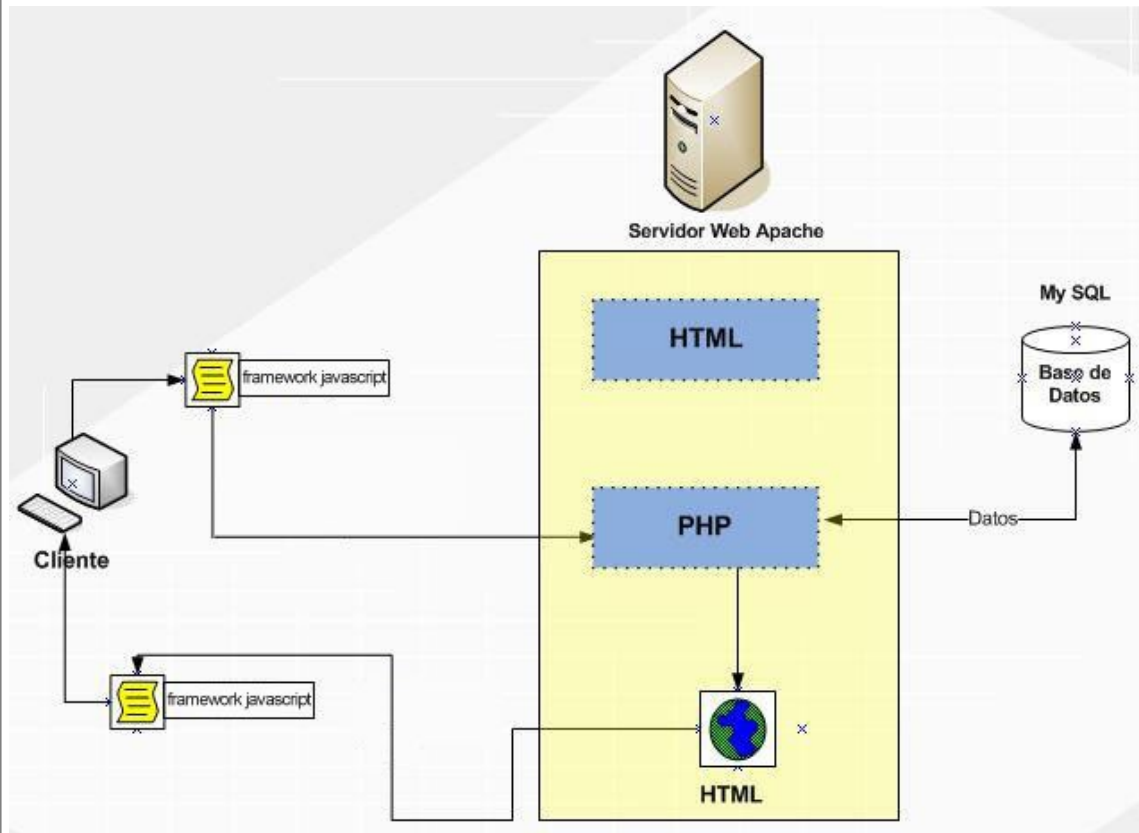 Servidor Web Apache
My SQL
HTML
Base de
Datos
framework javascript
PHP
Datos
Cliente
framework javascript
HTML